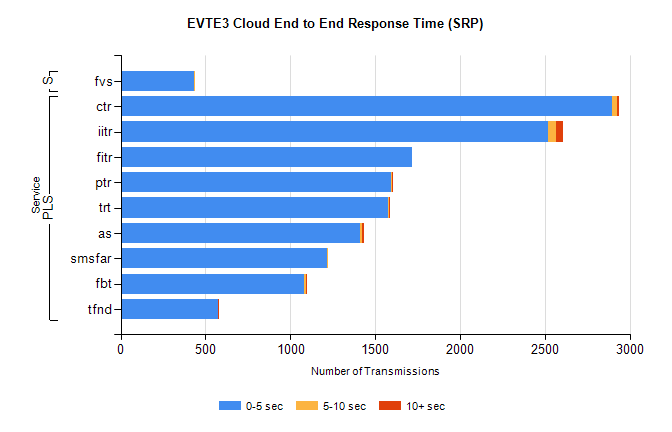 EVTE3 Cloud End to End Response Time (SRP)
fvs
ctr
iitr
fitr
ptr
trt
as
smsfar
fbt
tfnd
Service
PLS
S
0 500 1000 1500 2000 2500 3000
Number of Transmissions
0-5 sec 5-10 sec 10+ sec